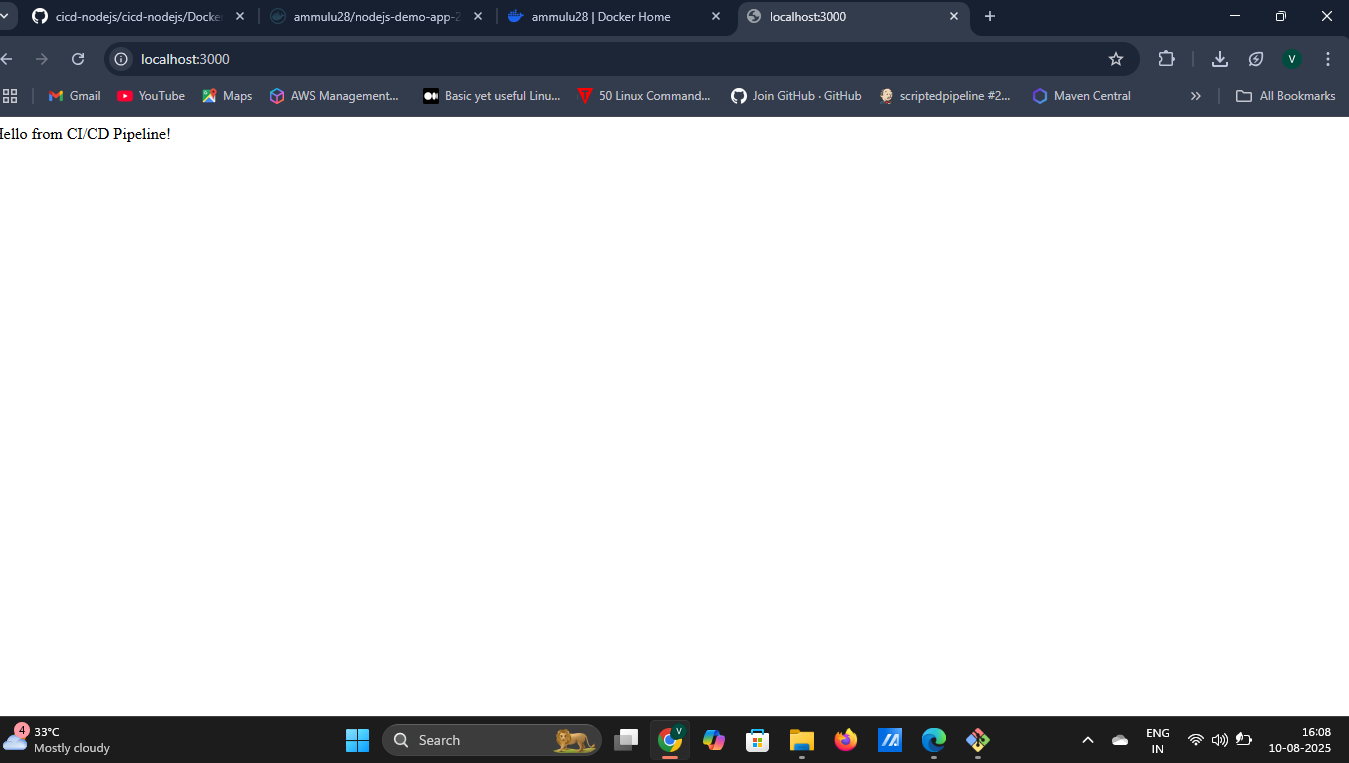 cicd-nodejs/cicd-nodejs/Docke
ammulu28/nodejs-demo-app-2
ammulu28 | Docker Home
localhost:3000
localhost:3000
V
Gmail
YouTube
Maps
AWS Management...
Basic yet useful Linu...
50 Linux Command...
Join GitHub · GitHub
scriptedpipeline #2...
Maven Central
All Bookmarks
Hello from CI/CD Pipeline!
4
33°C
Mostly cloudy
Search
V
ENG
IN
16:08
10-08-2025